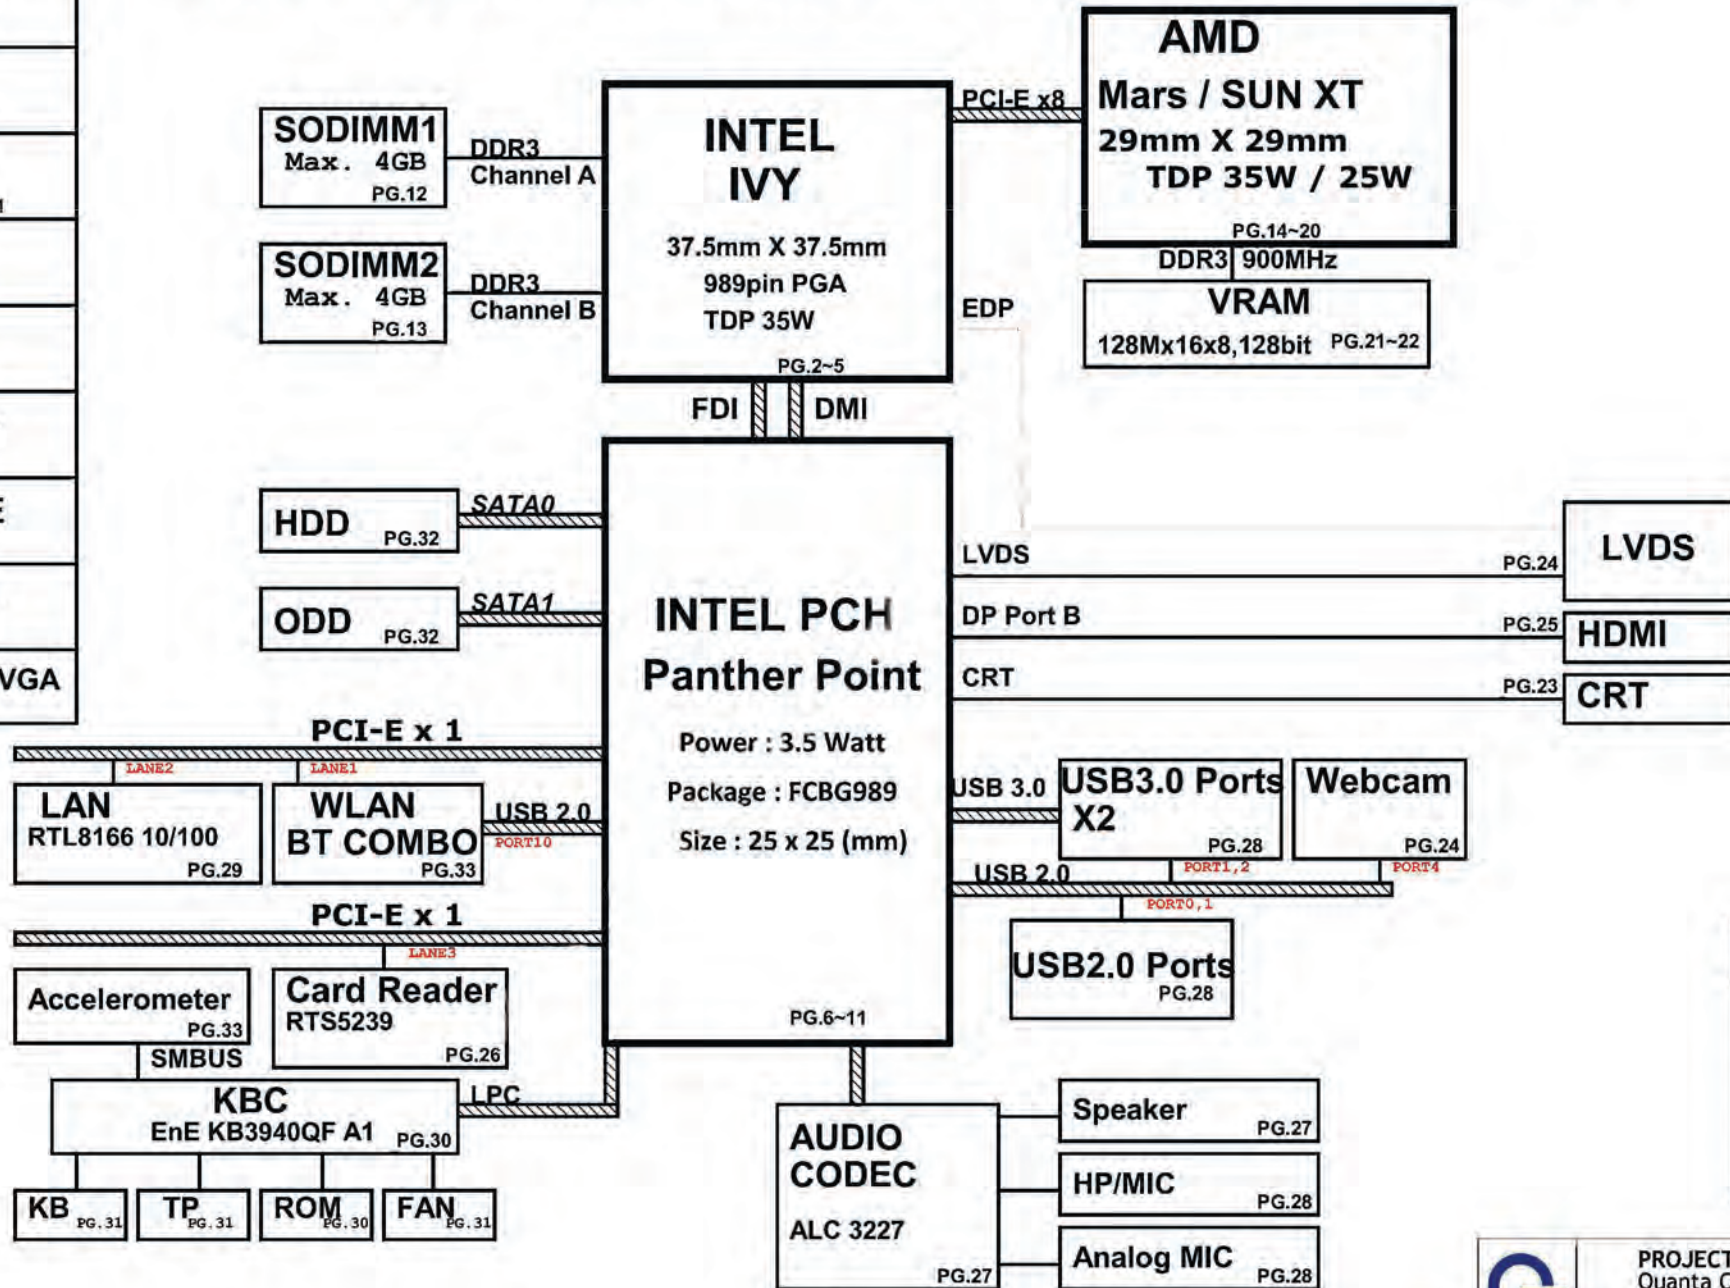 VGA
SODIMM1
Max. 4GB
PG.12
DDR3
Channel A
SODIMM2
Max. 4GB
PG.13
DDR3
Channel B
INTEL
IVY
37.5mm X 37.5mm
989pin PGA
TDP 35W
PG.2~5
PCI-E x8
AMD
Mars / SUN XT
29mm X 29mm
TDP 35W / 25W
PG.14~20
DDR3 900MHz
VRAM
128Mx16x8,128bit PG.21~22
EDP
FDI
DMI
HDD PG.32
SATA0
ODD PG.32
SATA1
INTEL PCH
Panther Point
Power : 3.5 Watt
Package : FCBG989
Size : 25 x 25 (mm)
PG.6~11
LVDS
PG.24
LVDS
DP Port B
PG.25
HDMI
CRT
PG.23
CRT
PCI-E x 1
LANE2
LANE1
LAN
RTL8166 10/100
PG.29
WLAN
BT COMBO
PG.33
USB 2.0
PORT10
USB 3.0
USB3.0 Ports
X2
PG.28
Webcam
PG.24
PORT1,2
PORT4
USB 2.0
PORT0,1
USB2.0 Ports
PG.28
PCI-E x 1
LANE3
Accelerometer
PG.33
Card Reader
RTS5239
PG.26
SMBUS
KBC
EnE KB3940QF A1 PG.30
LPC
KB PG.31
TP PG.31
ROM PG.30
FAN PG.31
AUDIO
CODEC
ALC 3227
PG.27
Speaker
PG.27
HP/MIC
PG.28
Analog MIC
PG.28
PROJECT
Quanta C